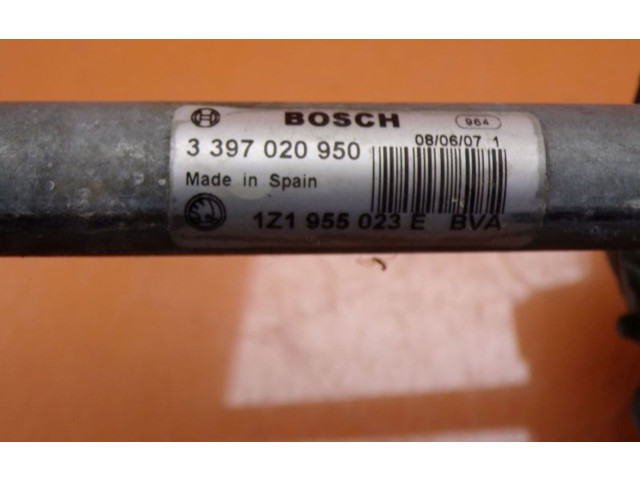 BOSCH 964
3 397 020 950 08/06/07 1
Made in Spain
1Z1 955 023 E BVA